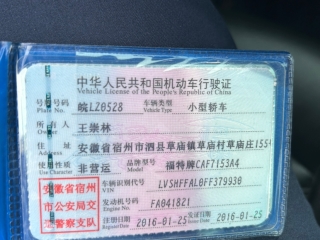 中华人民共和国机动车行驶证
Vehicle License of the People's Republic of China
号牌号码 皖LZ0528 车辆类型 小型轿车
Vehicle Type
所有人 王崇林
Owner
住址 安徽省宿州市泗县草庙镇草庙村草庙庄155
使用性质 非营运 品牌型号 福特牌CAF7153A4
安徽省宿州市公安局交警察支队
车辆识别代号 LVSHFFAL0FF379930
VIN
发动机号码 FA041821
注册日期 2016-01-25 发证日期 2016-01-25